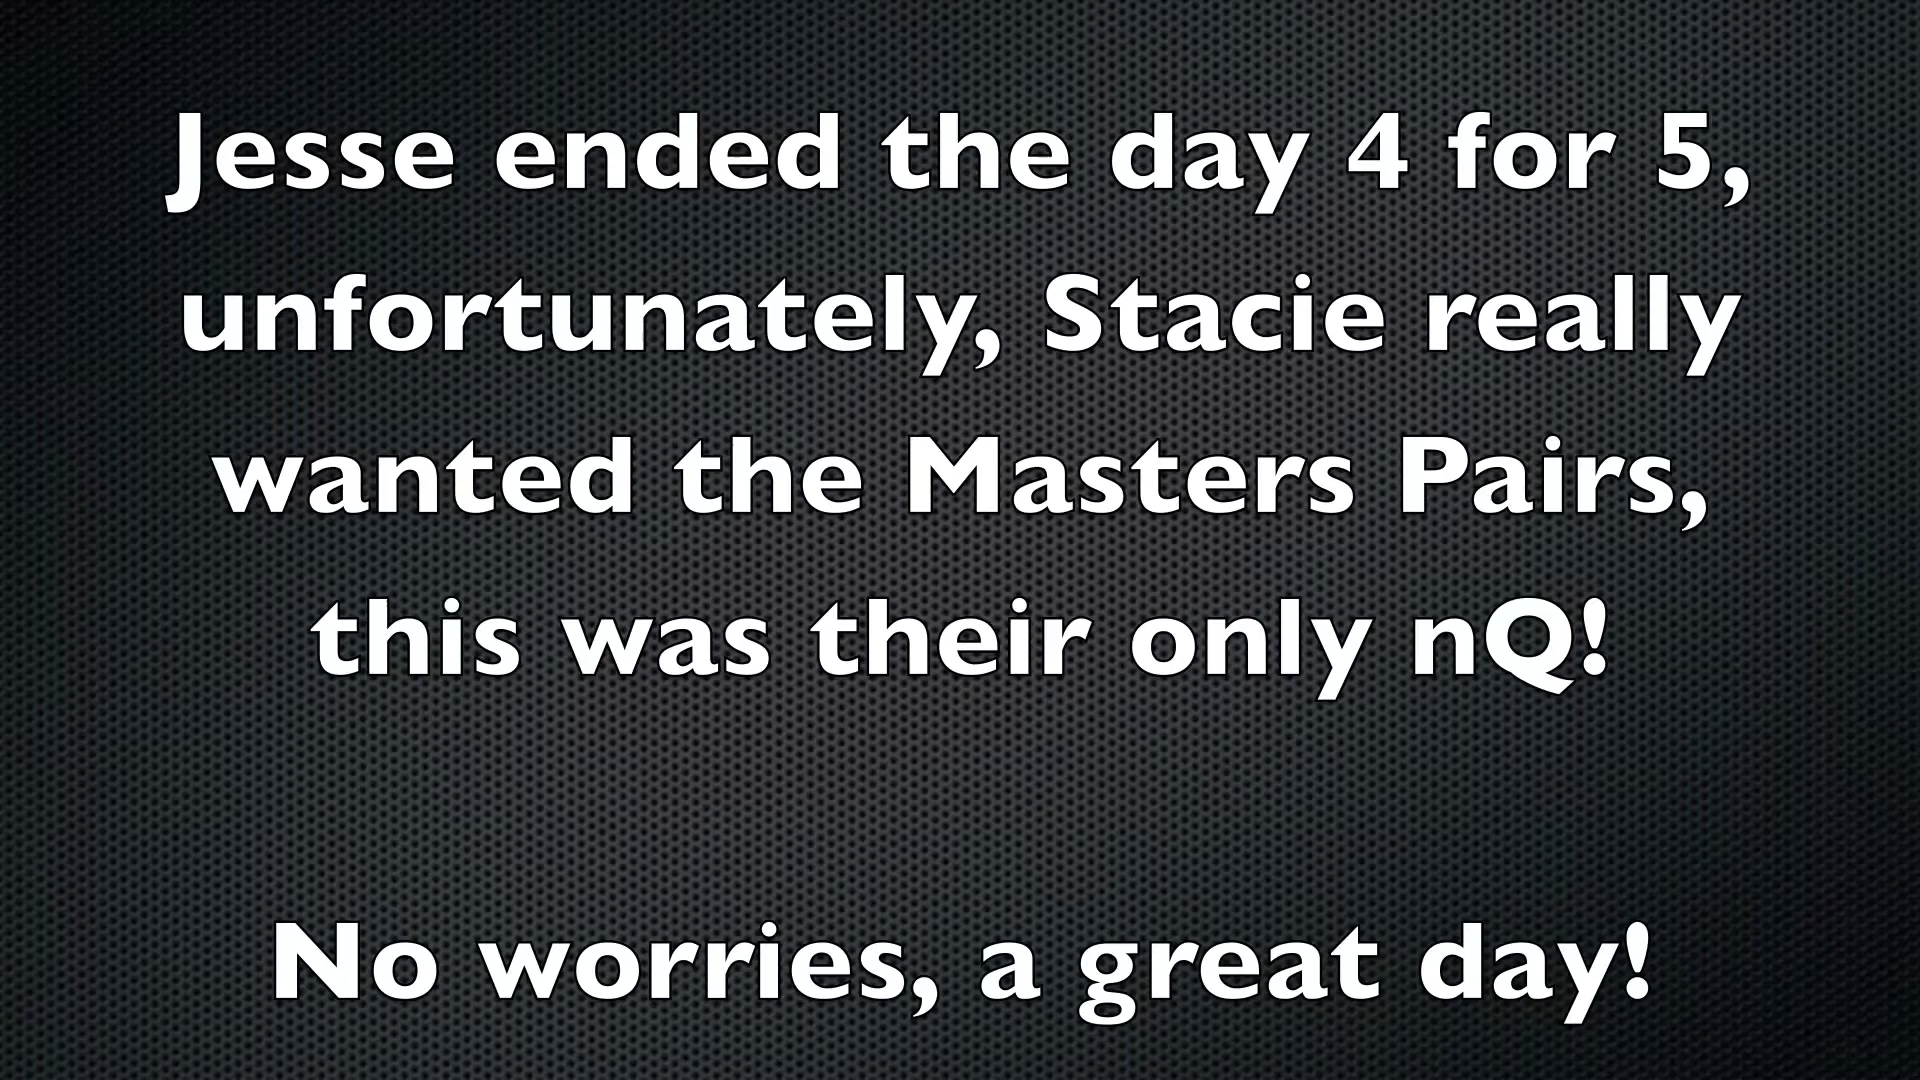 Jesse ended the day 4 for 5,
unfortunately, Stacie really
wanted the Masters Pairs,
this was their only nQ!
No worries, a great day!